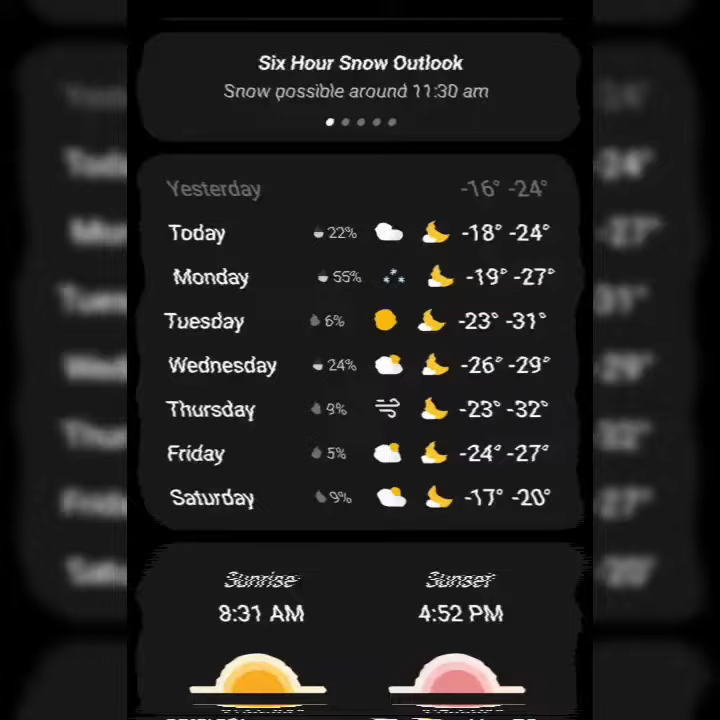 Six Hour Snow Outlook
Snow possible around 11:30 am
Yesterday -16° -24°
Today 22% -18° -24°
Monday 55% -19° -27°
Tuesday 6% -23° -31°
Wednesday 24% -26° -29°
Thursday 9% -23° -32°
Friday 5% -24° -27°
Saturday 9% -17° -20°
Sunrise Sunset
8:31 AM 4:52 PM